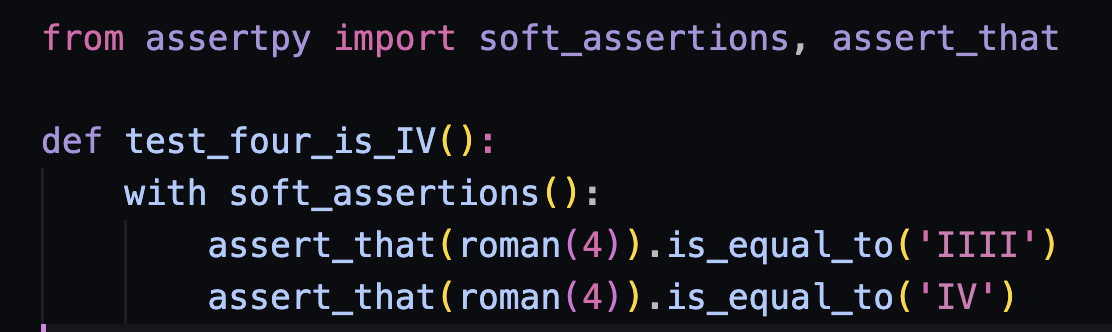 from assertpy import soft_assertions, assert_that
def test_four_is_IV():
with soft_assertions():
assert_that(roman(4)).is_equal_to('IIII')
assert_that(roman(4)).is_equal_to('IV')